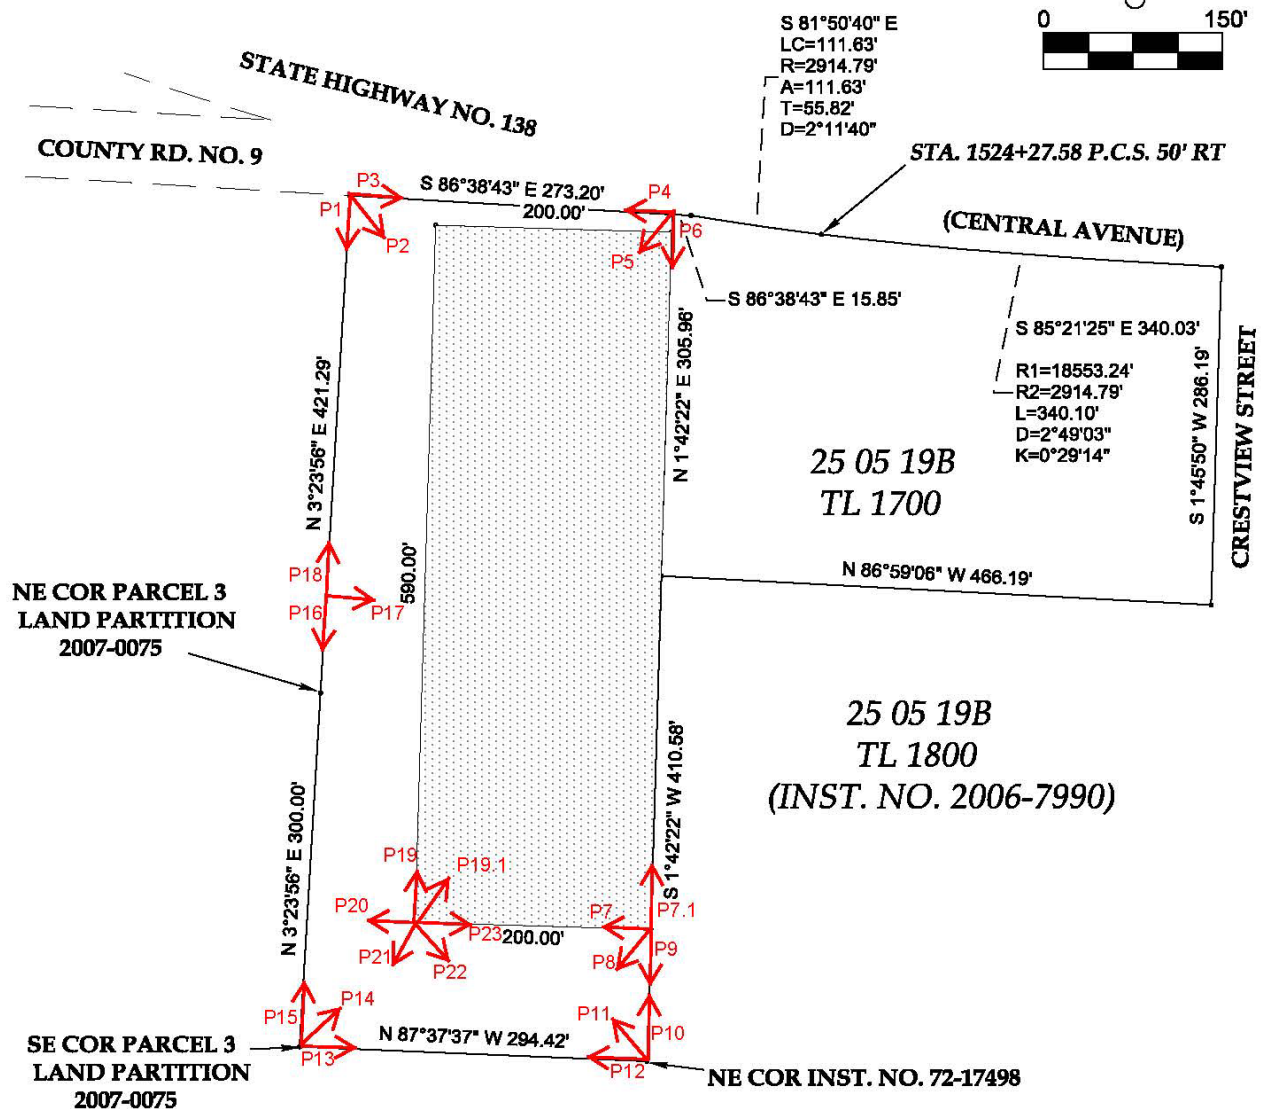 0 150'
S 81°50'40" E
LC=111.63'
R=2914.79'
A=111.63'
T=55.82'
D=2°11'40"
STATE HIGHWAY NO. 138
COUNTY RD. NO. 9
STA. 1524+27.58 P.C.S. 50' RT
P3
S 86°38'43" E 273.20'
P4
P1
200.00'
P6
(CENTRAL AVENUE)
P2
P5
S 86°38'43" E 15.85'
S 85°21'25" E 340.03'
R1=18553.24'
R2=2914.79'
L=340.10'
D=2°49'03"
K=0°29'14"
N 3°23'56" E 421.29'
N 1°42'22" E 305.96'
S 1°45'50" W 286.19'
CRESTVIEW STREET
25 05 19B
TL 1700
590.00'
P18
N 86°59'06" W 466.19'
NE COR PARCEL 3
LAND PARTITION
2007-0075
P16
P17
25 05 19B
TL 1800
(INST. NO. 2006-7990)
N 3°23'56" E 300.00'
S 1°42'22" W 410.58'
P19
P19.1
P20
P7
P7.1
P23
200.00'
P21
P22
P8
P9
P15
P14
P11
P10
N 87°37'37" W 294.42'
SE COR PARCEL 3
LAND PARTITION
2007-0075
P13
P12
NE COR INST. NO. 72-17498